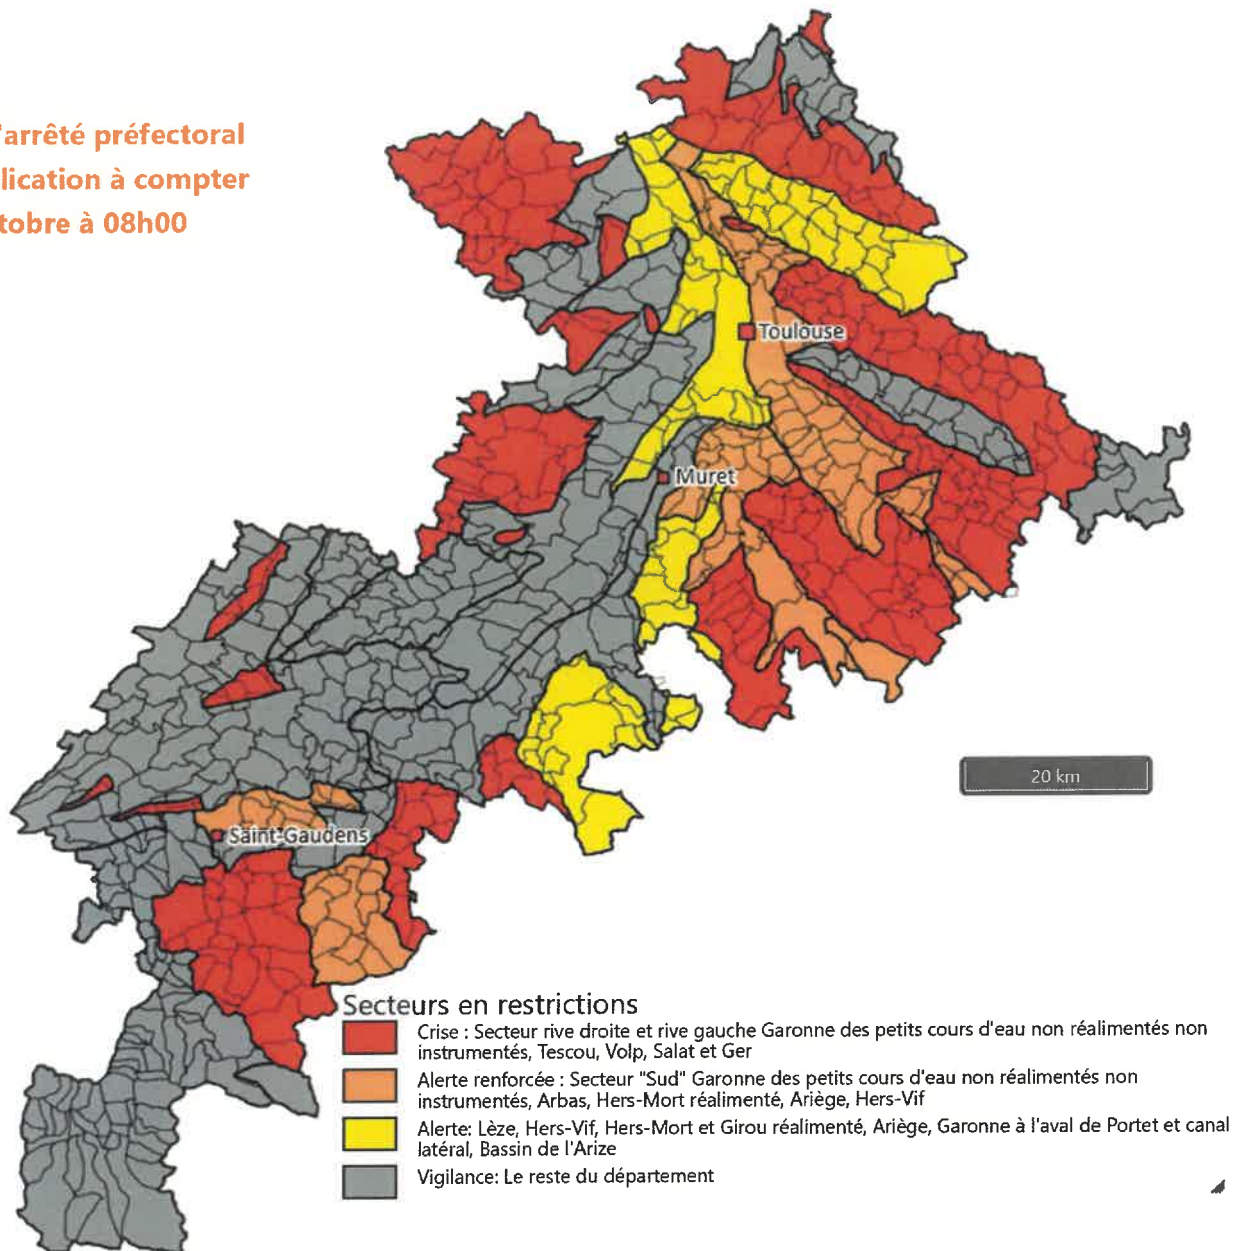 'arrêté préfectoral
lication à compter
tobre à 08h00
Toulouse
Muret
20 km
Saint-Gaudens
Secteurs en restrictions
Crise : Secteur rive droite et rive gauche Garonne des petits cours d'eau non réalimentés non
instrumentés, Tescou, Volp, Salat et Ger
Alerte renforcée : Secteur "Sud" Garonne des petits cours d'eau non réalimentés non
instrumentés, Arbas, Hers-Mort réalimenté, Ariège, Hers-Vif
Alerte: Lèze, Hers-Vif, Hers-Mort et Girou réalimenté, Ariège, Garonne à l'aval de Portet et canal
latéral, Bassin de l'Arize
Vigilance: Le reste du département